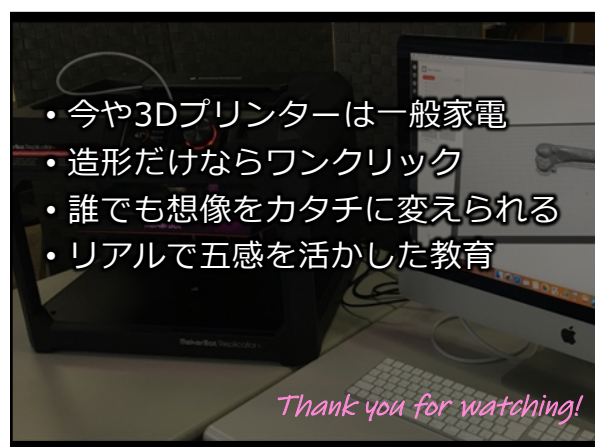 • 今や3Dプリンターは一般家電
• 造形だけならワンクリック
• 誰でも想像をカタチに変えられる
• リアルで五感を活かした教育
MakerBot Replicator+
Thank you for watching!